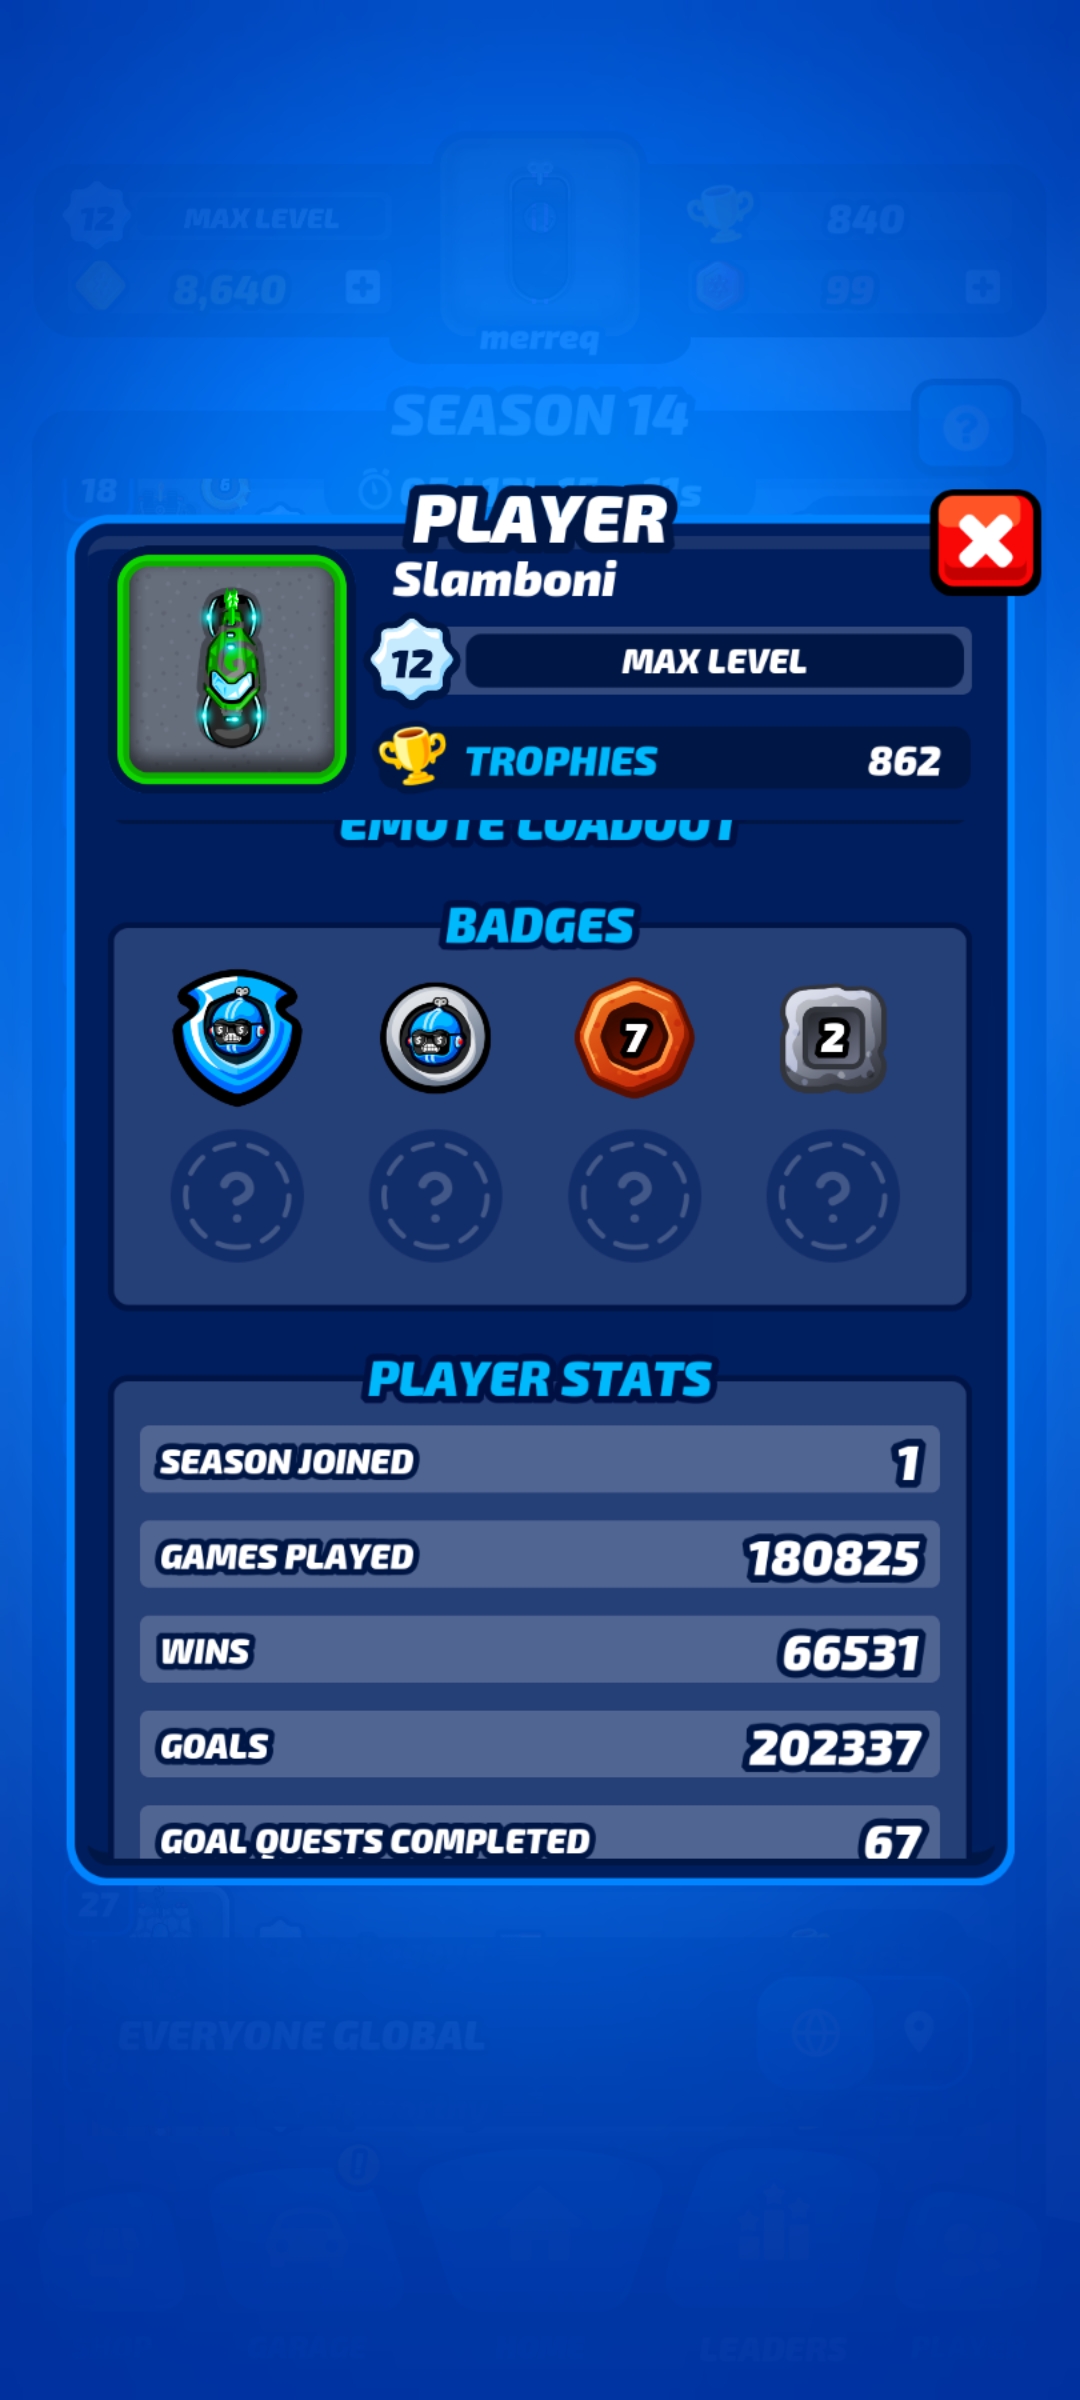 12 MAX LEVEL 840
8,640 99
merreq
SEASON 14
18
PLAYER
Slamboni
12 MAX LEVEL
TROPHIES 862
EMOTE LOADOUT
BADGES
7 2
? ? ? ?
PLAYER STATS
SEASON JOINED 1
GAMES PLAYED 180825
WINS 66531
GOALS 202337
GOAL QUESTS COMPLETED 67
27
EVERYONE GLOBAL
LEADERS